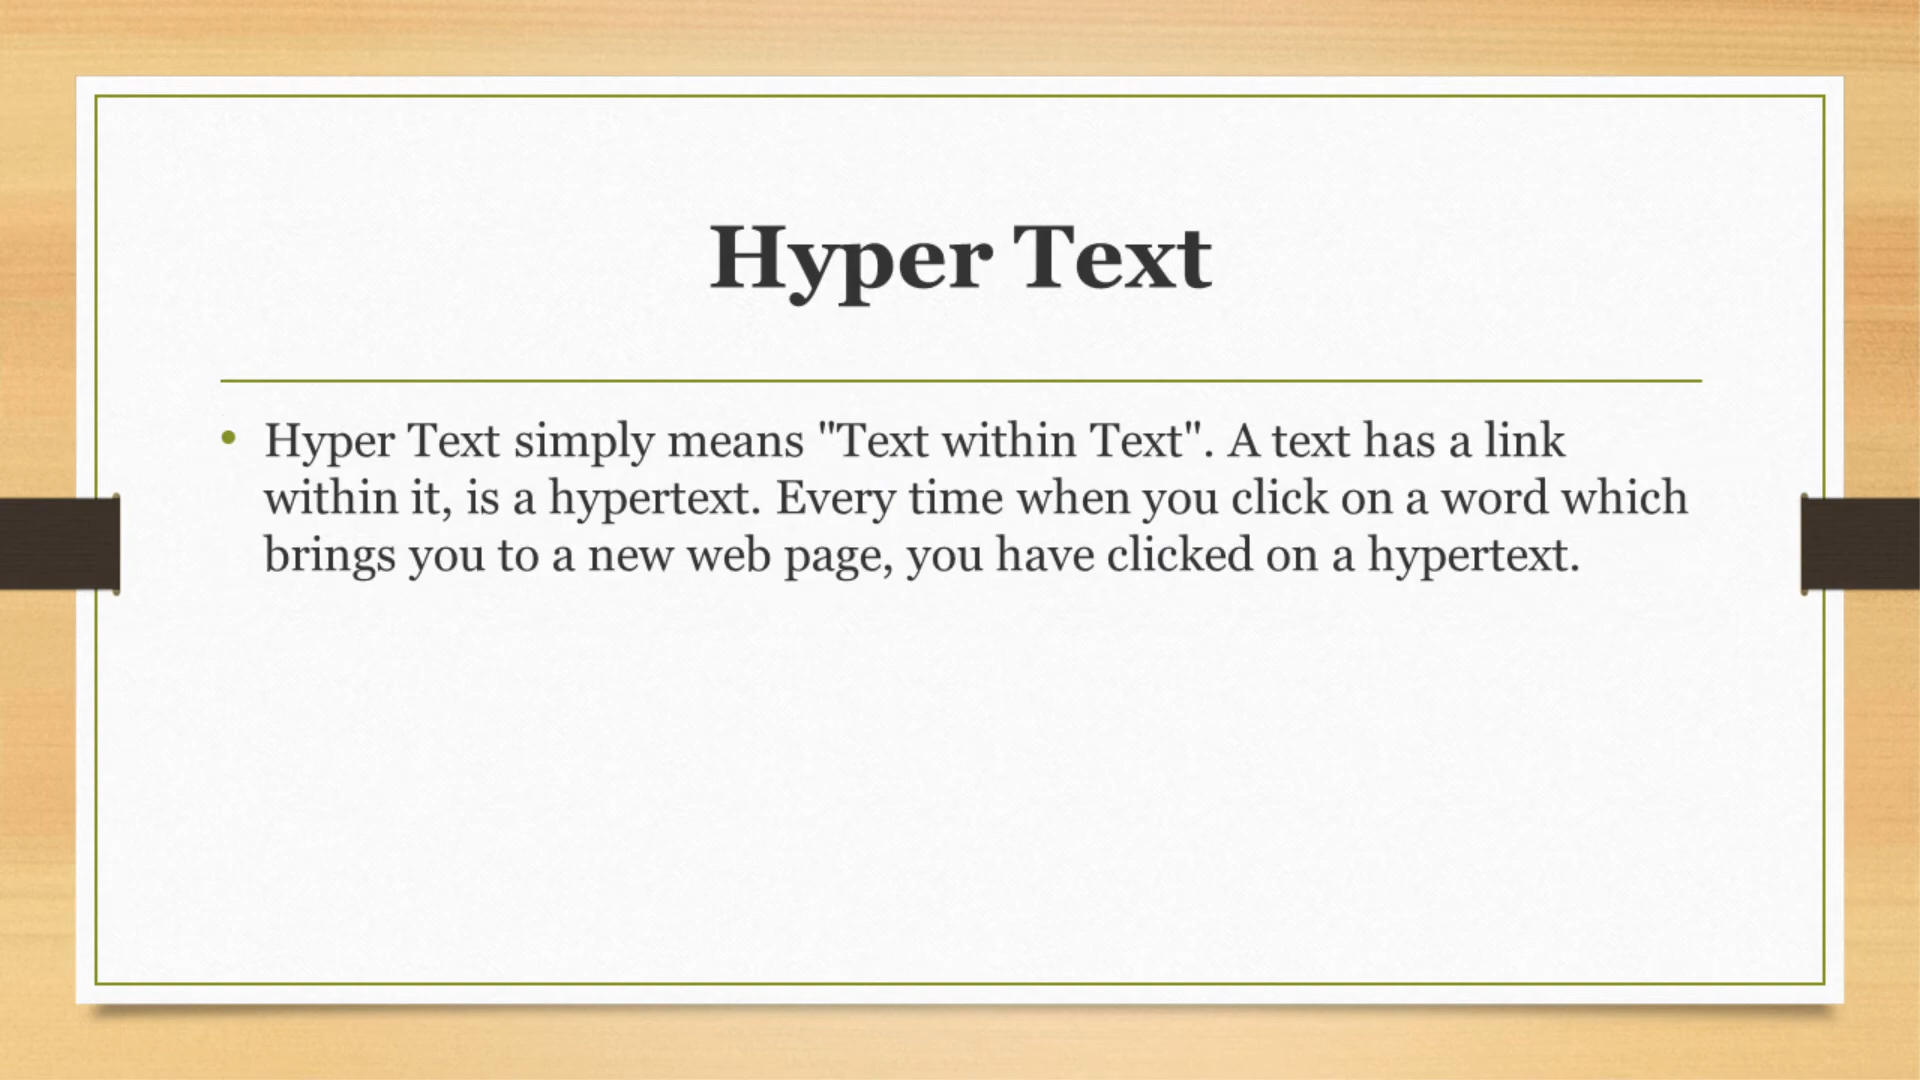 Hyper Text
• Hyper Text simply means "Text within Text". A text has a link
within it, is a hypertext. Every time when you click on a word which
brings you to a new web page, you have clicked on a hypertext.